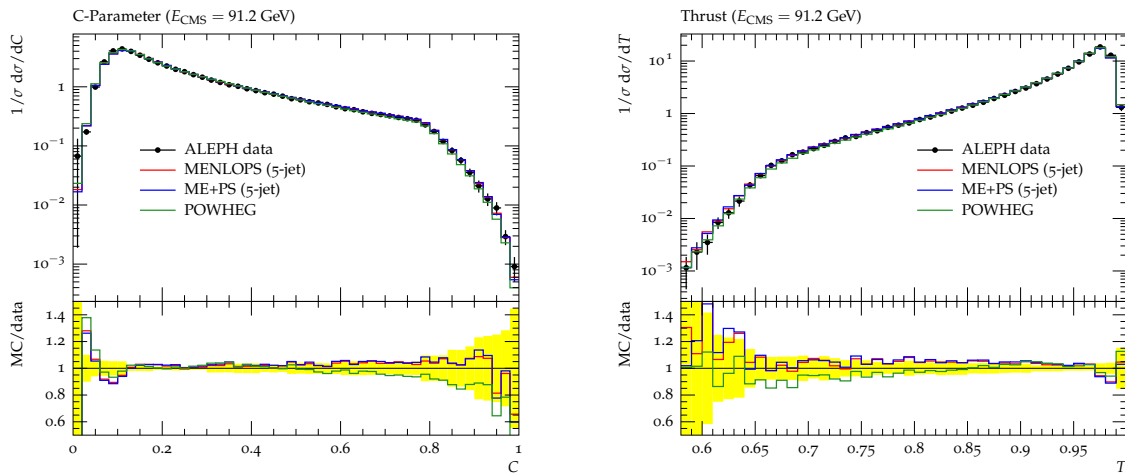 C-Parameter (E_CMS = 91.2 GeV)
1/σ dσ/dC
1
10⁻¹
10⁻²
10⁻³
ALEPH data
MENLOPS (5-jet)
ME+PS (5-jet)
POWHEG
MC/data
1.4
1.2
1
0.8
0.6
0 0.2 0.4 0.6 0.8 1
C
Thrust (E_CMS = 91.2 GeV)
1/σ dσ/dT
10¹
1
10⁻¹
10⁻²
10⁻³
ALEPH data
MENLOPS (5-jet)
ME+PS (5-jet)
POWHEG
MC/data
1.4
1.2
1
0.8
0.6
0.6 0.65 0.7 0.75 0.8 0.85 0.9 0.95
T